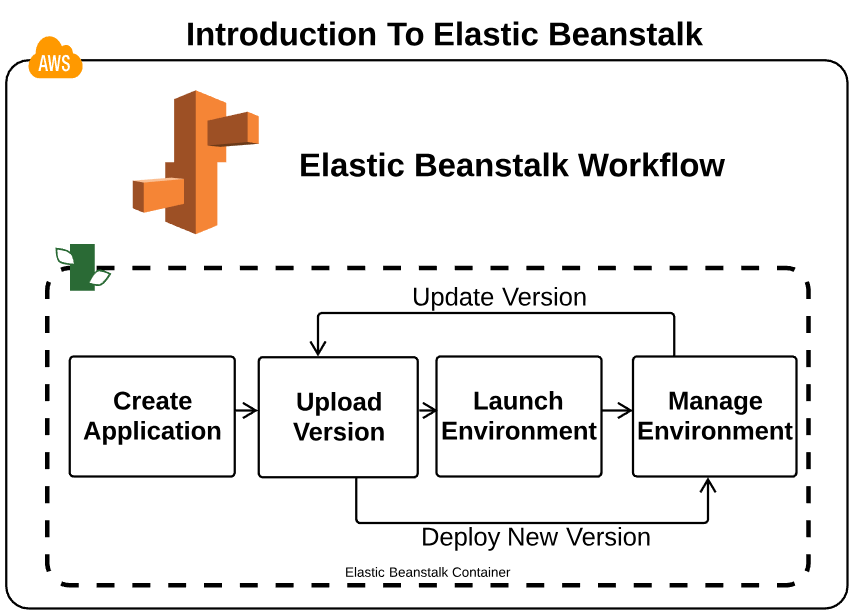 Introduction To Elastic Beanstalk
AWS
Elastic Beanstalk Workflow
Update Version
Create
Application
Upload
Version
Launch
Environment
Manage
Environment
Deploy New Version
Elastic Beanstalk Container